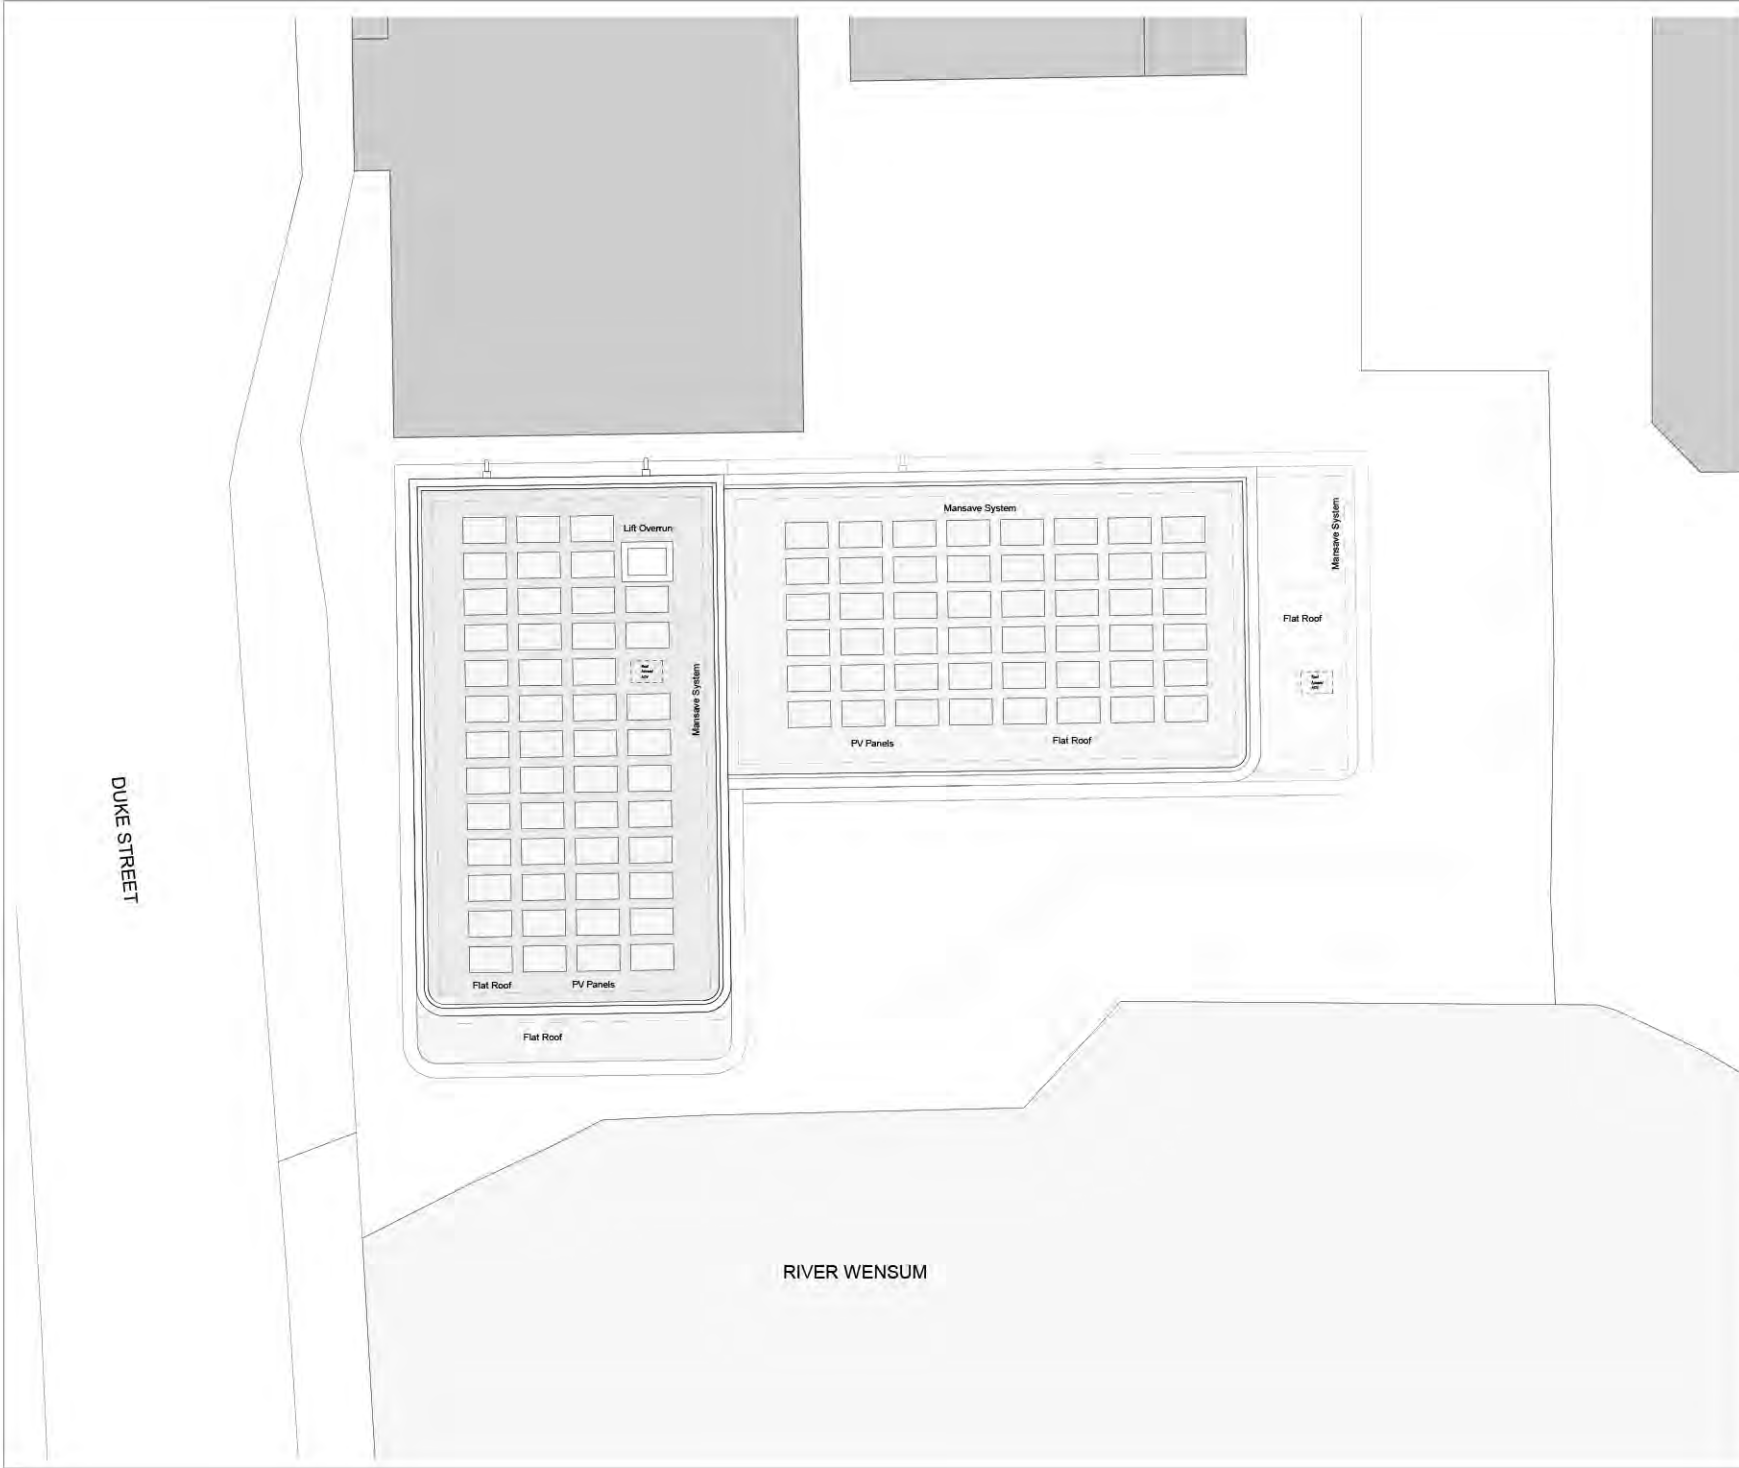 Mansave System
Mansave System
Lift Overrun
Flat Roof
Mansave System
PV Panels
Flat Roof
DUKE STREET
Flat Roof
PV Panels
Flat Roof
RIVER WENSUM